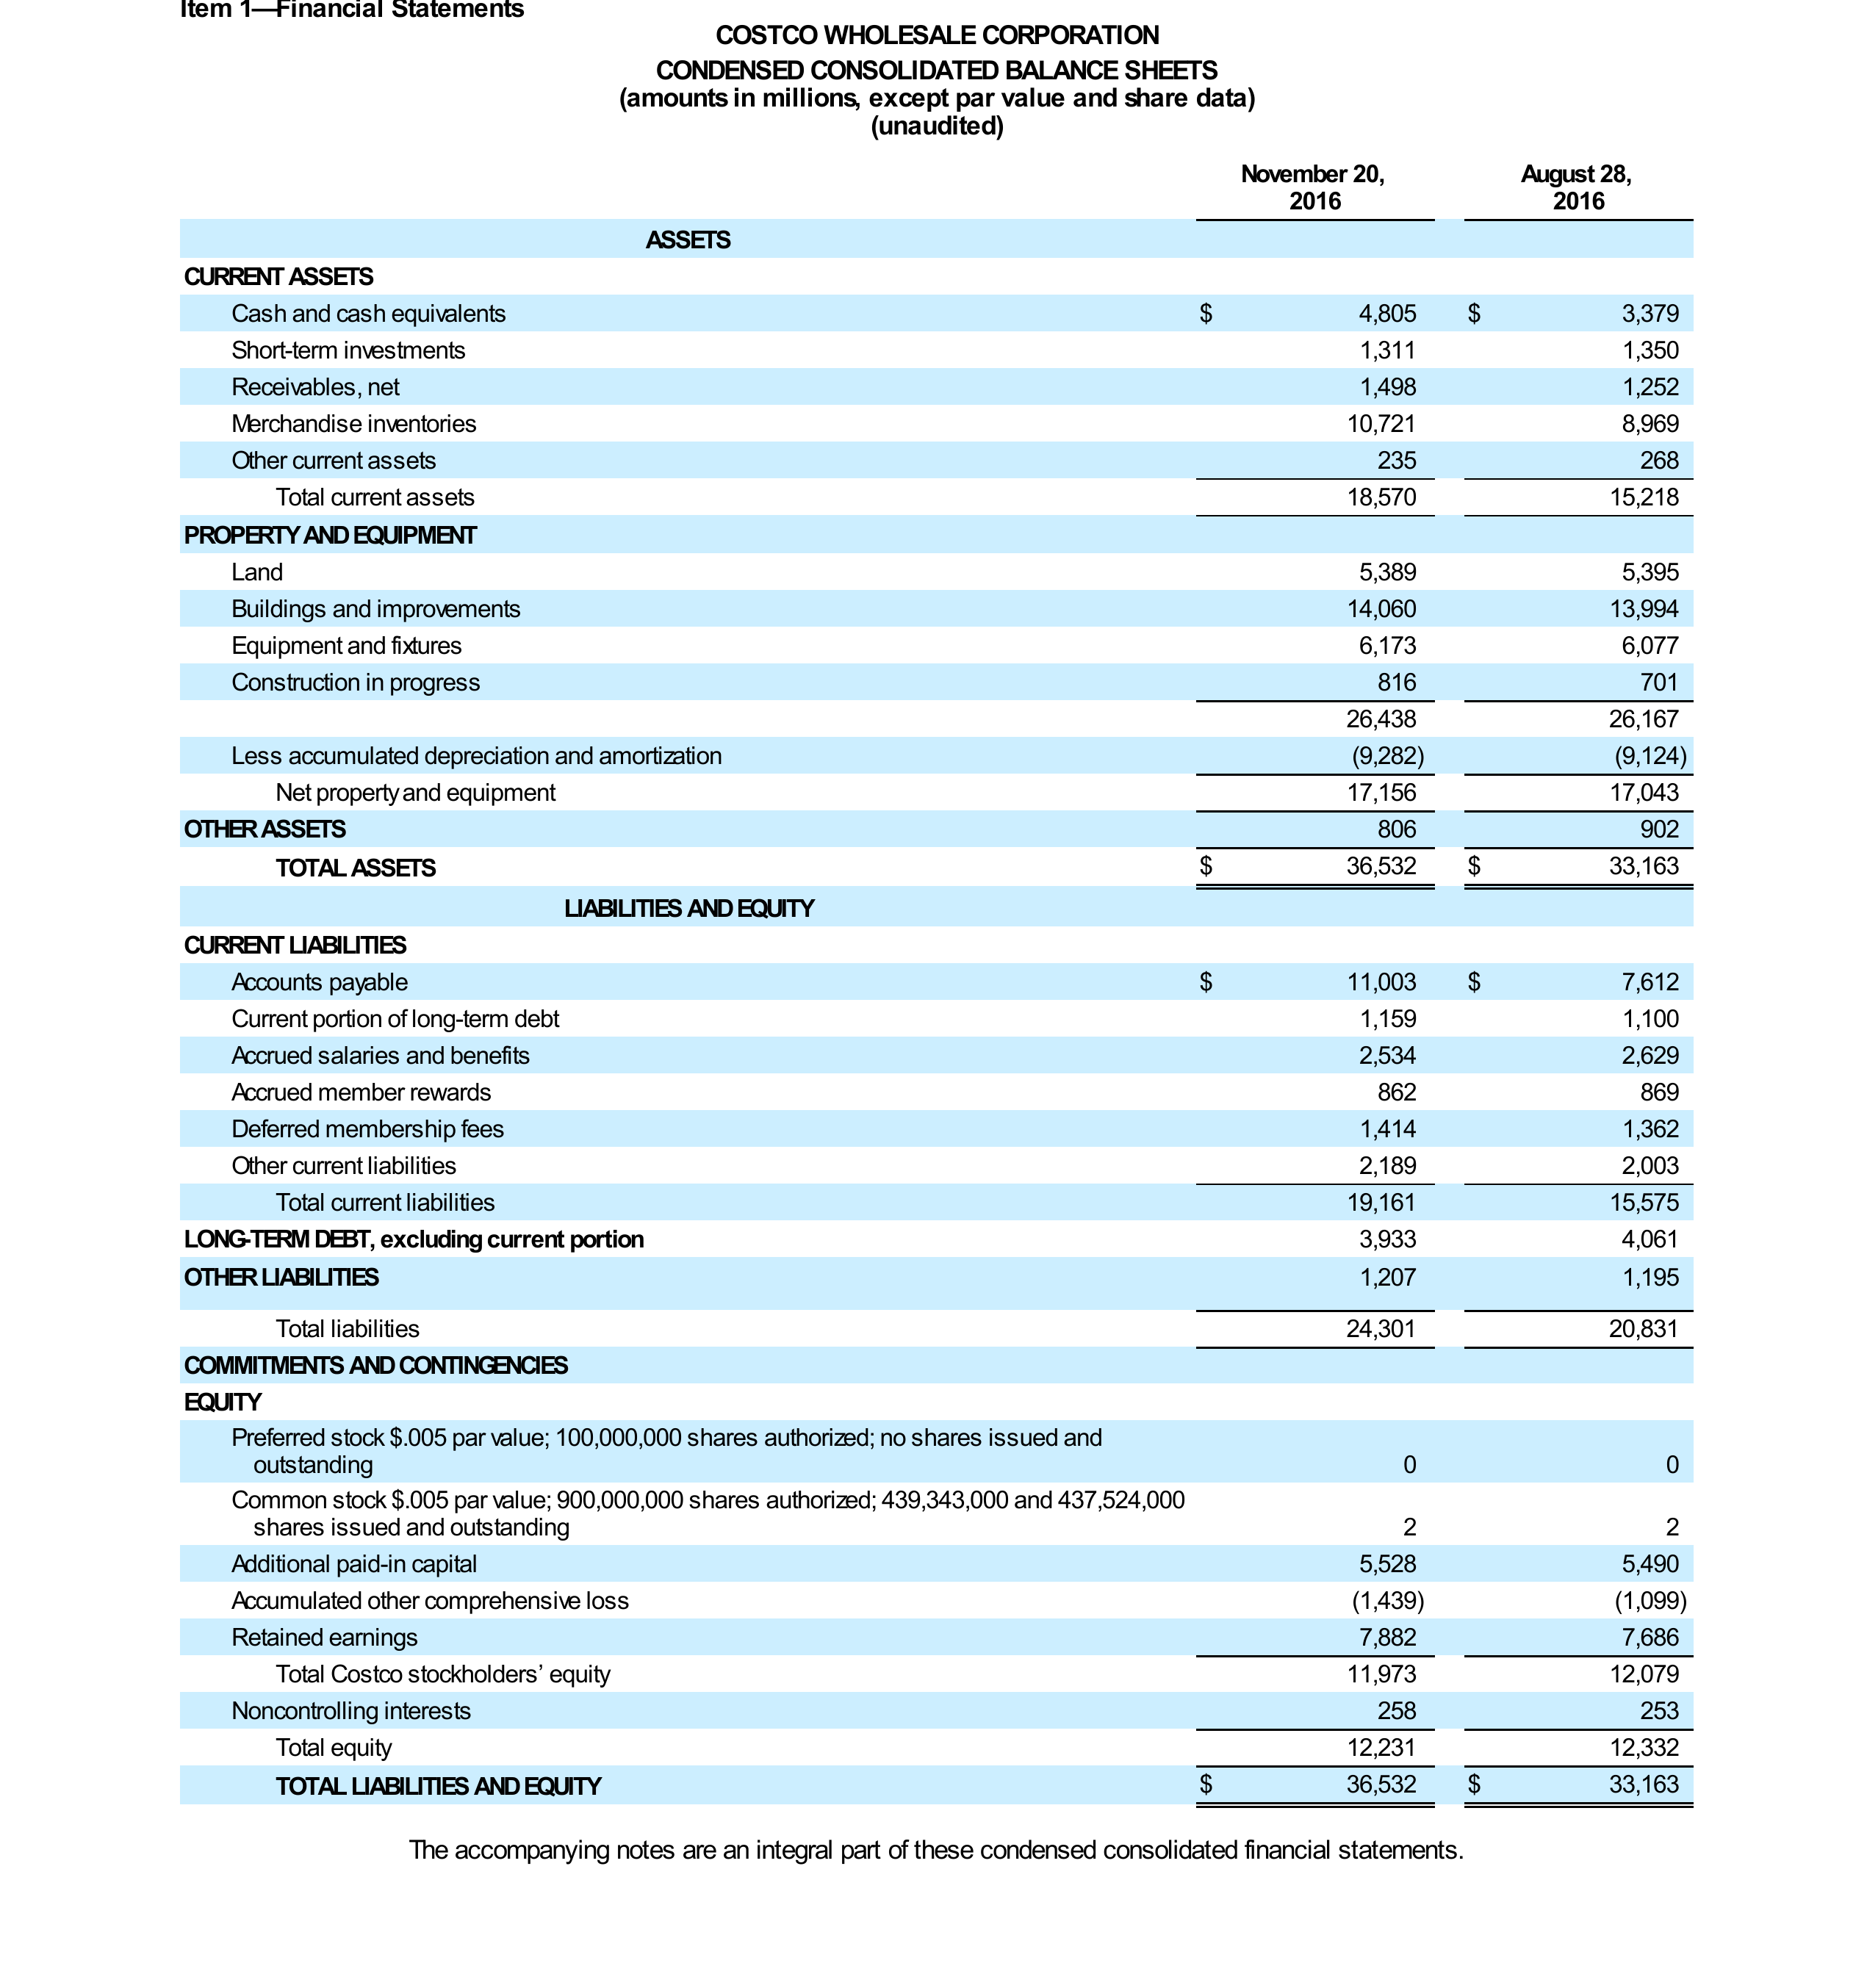 Item 1—Financial Statements
COSTCO WHOLESALE CORPORATION
CONDENSED CONSOLIDATED BALANCE SHEETS
(amounts in millions, except par value and share data)
(unaudited)
November 20, August 28,
2016 2016
ASSETS
CURRENT ASSETS
Cash and cash equivalents $ 4,805 $ 3,379
Short-term investments 1,311 1,350
Receivables, net 1,498 1,252
Merchandise inventories 10,721 8,969
Other current assets 235 268
Total current assets 18,570 15,218
PROPERTY AND EQUIPMENT
Land 5,389 5,395
Buildings and improvements 14,060 13,994
Equipment and fixtures 6,173 6,077
Construction in progress 816 701
26,438 26,167
Less accumulated depreciation and amortization (9,282) (9,124)
Net property and equipment 17,156 17,043
OTHER ASSETS 806 902
TOTAL ASSETS $ 36,532 $ 33,163
LIABILITIES AND EQUITY
CURRENT LIABILITIES
Accounts payable $ 11,003 $ 7,612
Current portion of long-term debt 1,159 1,100
Accrued salaries and benefits 2,534 2,629
Accrued member rewards 862 869
Deferred membership fees 1,414 1,362
Other current liabilities 2,189 2,003
Total current liabilities 19,161 15,575
LONG-TERM DEBT, excluding current portion 3,933 4,061
OTHER LIABILITIES 1,207 1,195
Total liabilities 24,301 20,831
COMMITMENTS AND CONTINGENCIES
EQUITY
Preferred stock $.005 par value; 100,000,000 shares authorized; no shares issued and
outstanding 0 0
Common stock $.005 par value; 900,000,000 shares authorized; 439,343,000 and 437,524,000
shares issued and outstanding 2 2
Additional paid-in capital 5,528 5,490
Accumulated other comprehensive loss (1,439) (1,099)
Retained earnings 7,882 7,686
Total Costco stockholders’ equity 11,973 12,079
Noncontrolling interests 258 253
Total equity 12,231 12,332
TOTAL LIABILITIES AND EQUITY $ 36,532 $ 33,163
The accompanying notes are an integral part of these condensed consolidated financial statements.